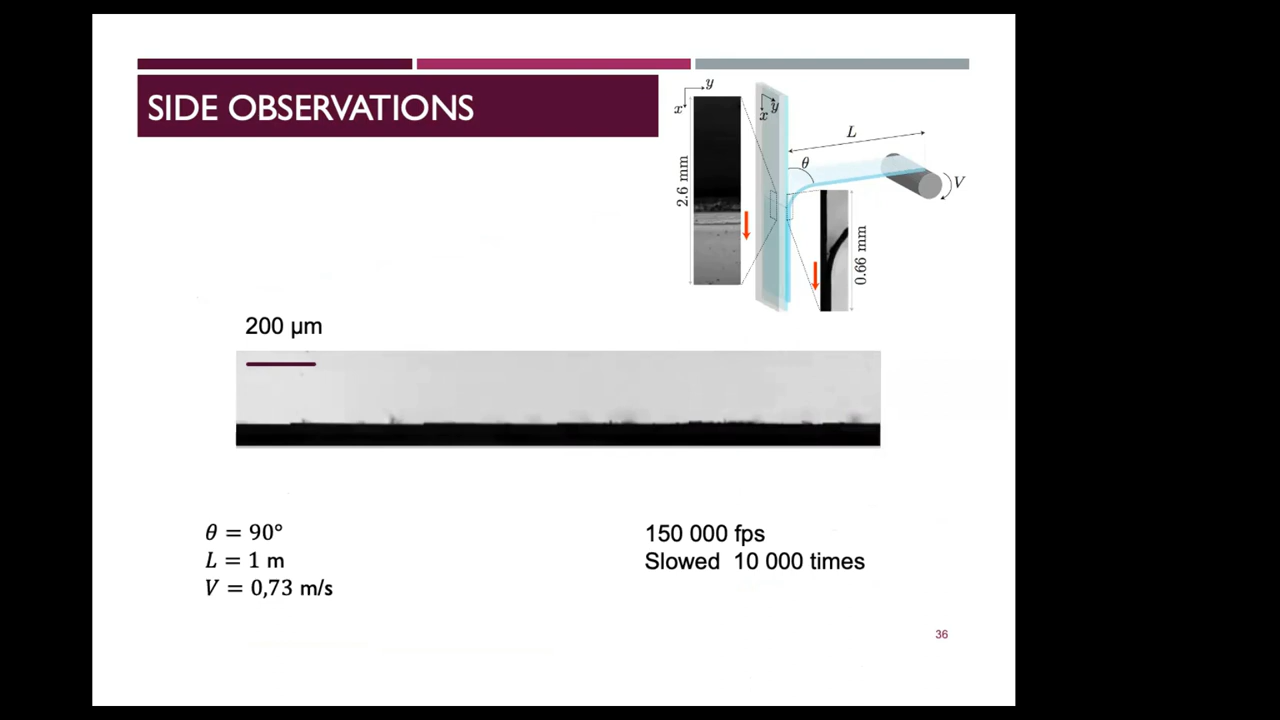 SIDE OBSERVATIONS
y
x
2.6 mm
x
y
L
θ
V
0.66 mm
200 µm
θ = 90°
L = 1 m
V = 0,73 m/s
150 000 fps
Slowed 10 000 times
36